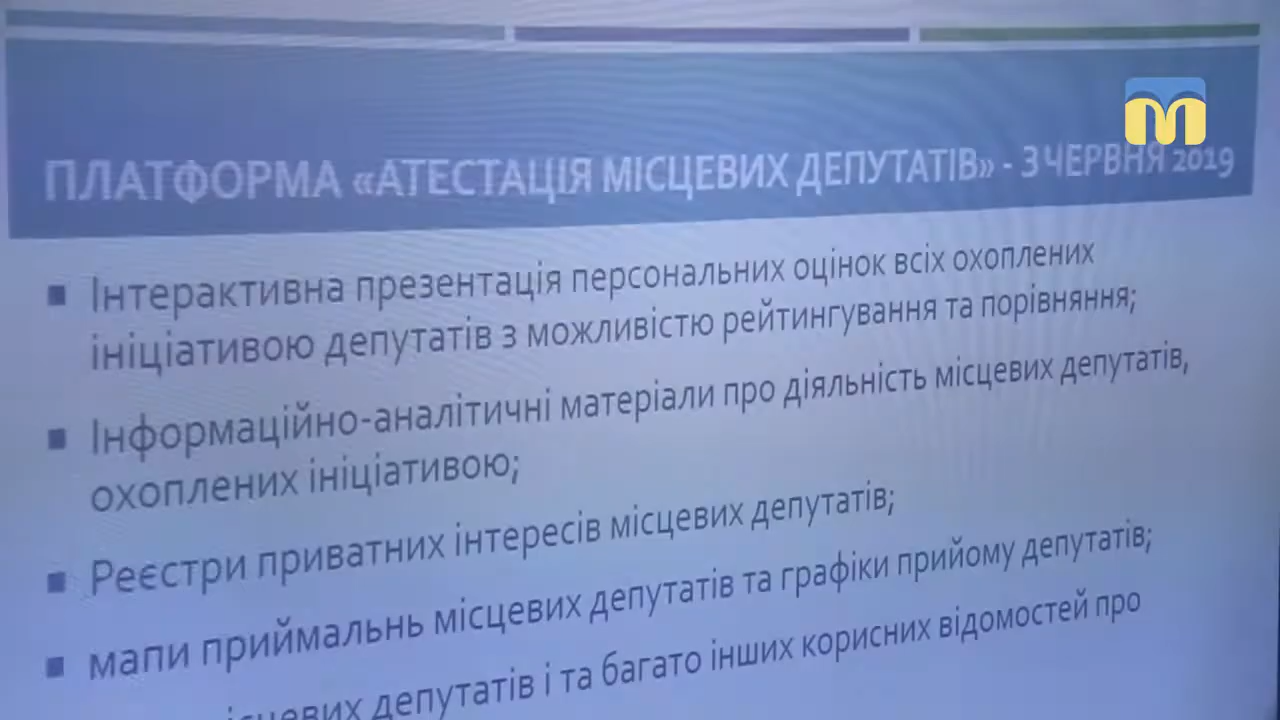 ПЛАТФОРМА «АТЕСТАЦІЯ МІСЦЕВИХ ДЕПУТАТІВ» - 3 ЧЕРВНЯ 2019
Інтерактивна презентація персональних оцінок всіх охоплених
ініціативою депутатів з можливістю рейтингування та порівняння;
Інформаційно-аналітичні матеріали про діяльність місцевих депутатів,
охоплених ініціативою;
Реєстри приватних інтересів місцевих депутатів;
мапи приймальнь місцевих депутатів та графіки прийому депутатів;
депутатів і та багато інших корисних відомостей про